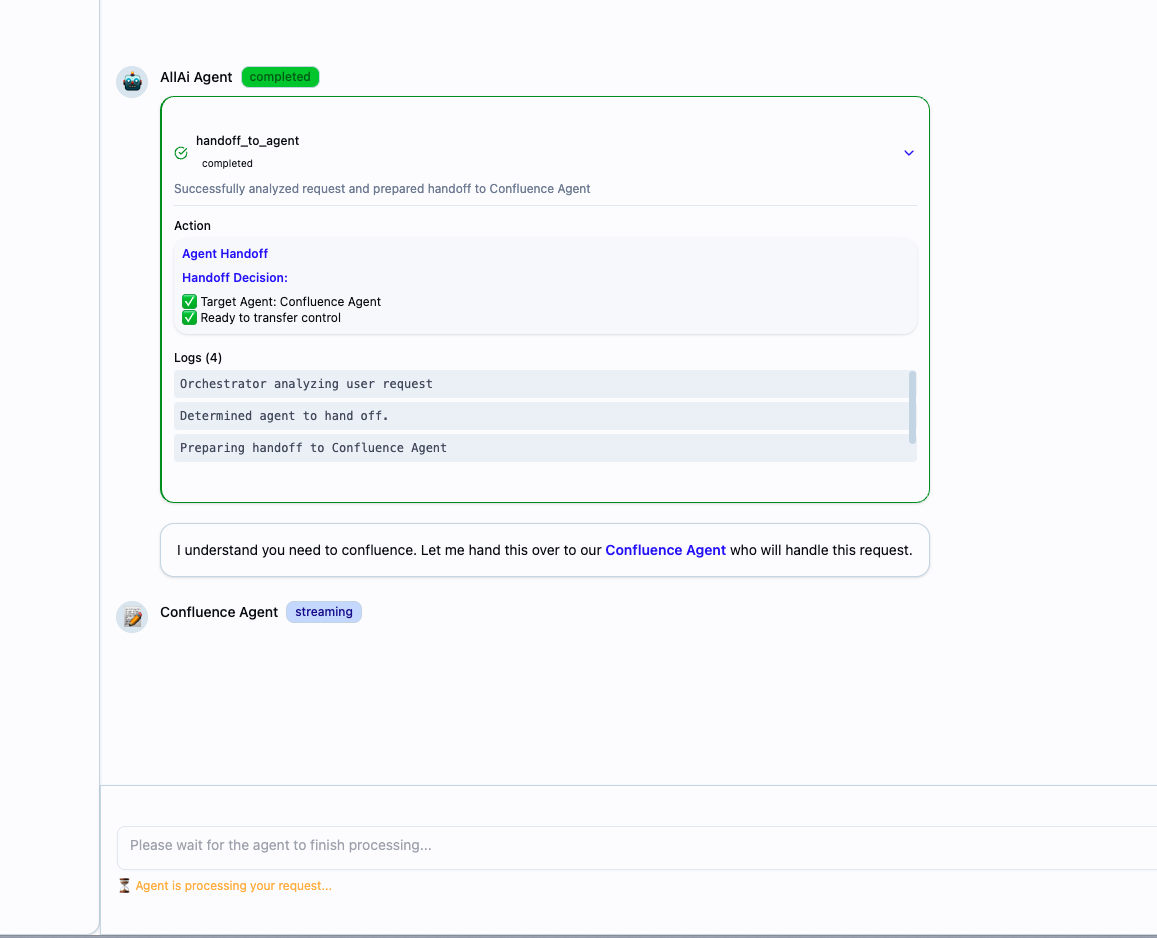 AllAi Agent completed
handoff_to_agent
completed
Successfully analyzed request and prepared handoff to Confluence Agent
Action
Agent Handoff
Handoff Decision:
✅ Target Agent: Confluence Agent
✅ Ready to transfer control
Logs (4)
Orchestrator analyzing user request
Determined agent to hand off.
Preparing handoff to Confluence Agent
I understand you need to confluence. Let me hand this over to our Confluence Agent who will handle this request.
Confluence Agent streaming
Please wait for the agent to finish processing...
⏳ Agent is processing your request...